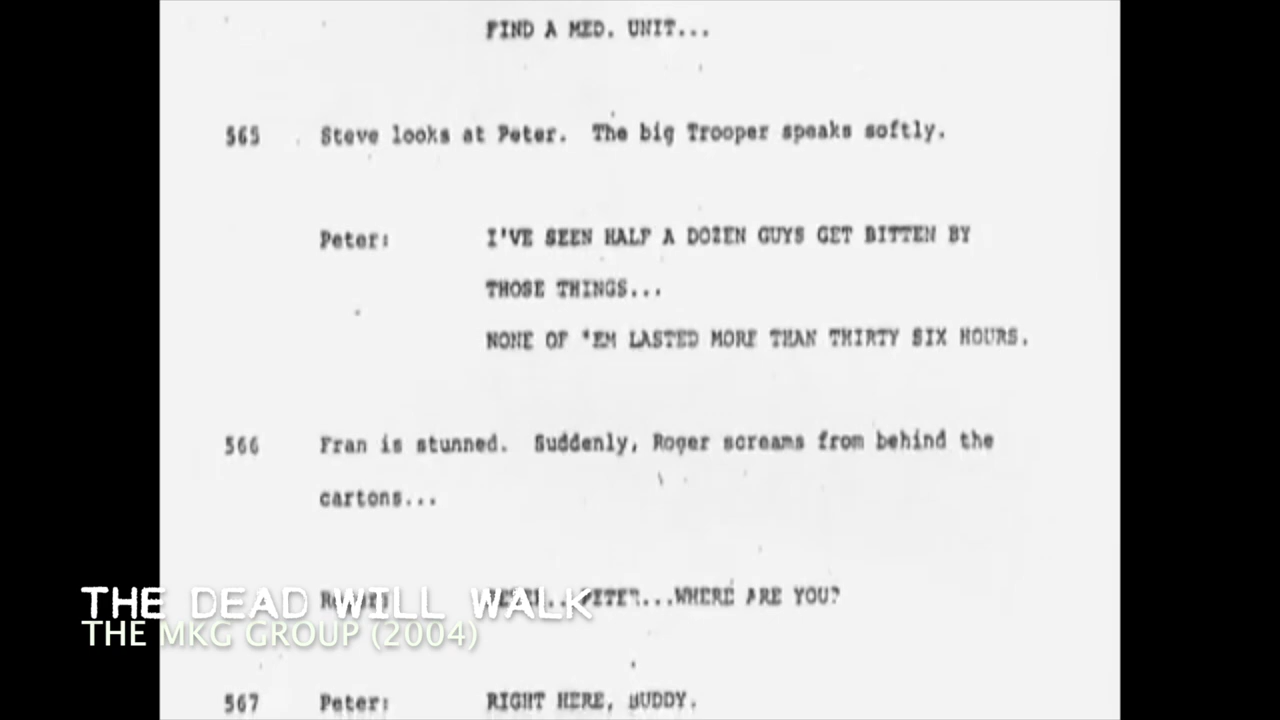 FIND A MED. UNIT...
565 Steve looks at Peter. The big Trooper speaks softly.
Peter: I'VE SEEN HALF A DOZEN GUYS GET BITTEN BY
THOSE THINGS...
NONE OF 'EM LASTED MORE THAN THIRTY SIX HOURS.
566 Fran is stunned. Suddenly, Roger screams from behind the
cartons...
...WHERE ARE YOU?
THE DEAD WILL WALK
THE MKG GROUP (2004)
567 Peter: RIGHT HERE, BUDDY.